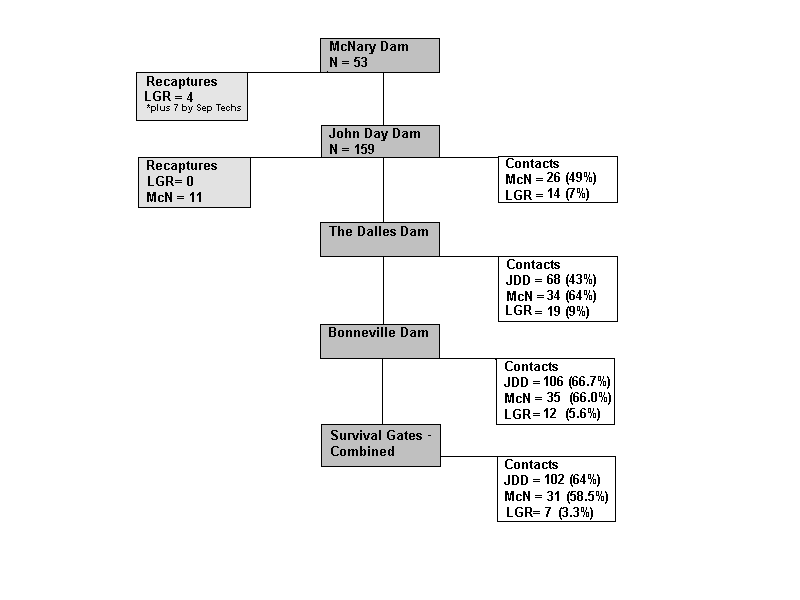 McNary Dam
N = 53
Recaptures
LGR = 4
*plus 7 by Sep Techs
John Day Dam
N = 159
Recaptures
LGR= 0
McN = 11
Contacts
McN = 26 (49%)
LGR = 14 (7%)
The Dalles Dam
Contacts
JDD = 68 (43%)
McN = 34 (64%)
LGR = 19 (9%)
Bonneville Dam
Contacts
JDD = 106 (66.7%)
McN = 35 (66.0%)
LGR = 12 (5.6%)
Survival Gates -
Combined
Contacts
JDD = 102 (64%)
McN = 31 (58.5%)
LGR= 7 (3.3%)